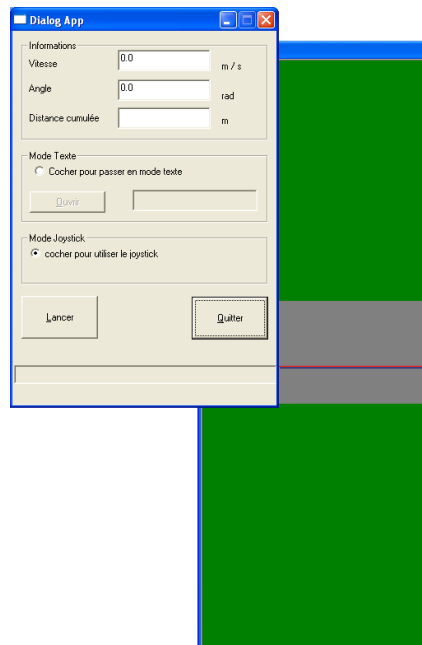 Dialog App
Informations
Vitesse 0.0 m / s
Angle 0.0 rad
Distance cumulée m
Mode Texte
Cocher pour passer en mode texte
Ouvrir
Mode Joystick
cocher pour utiliser le joystick
Lancer Quitter